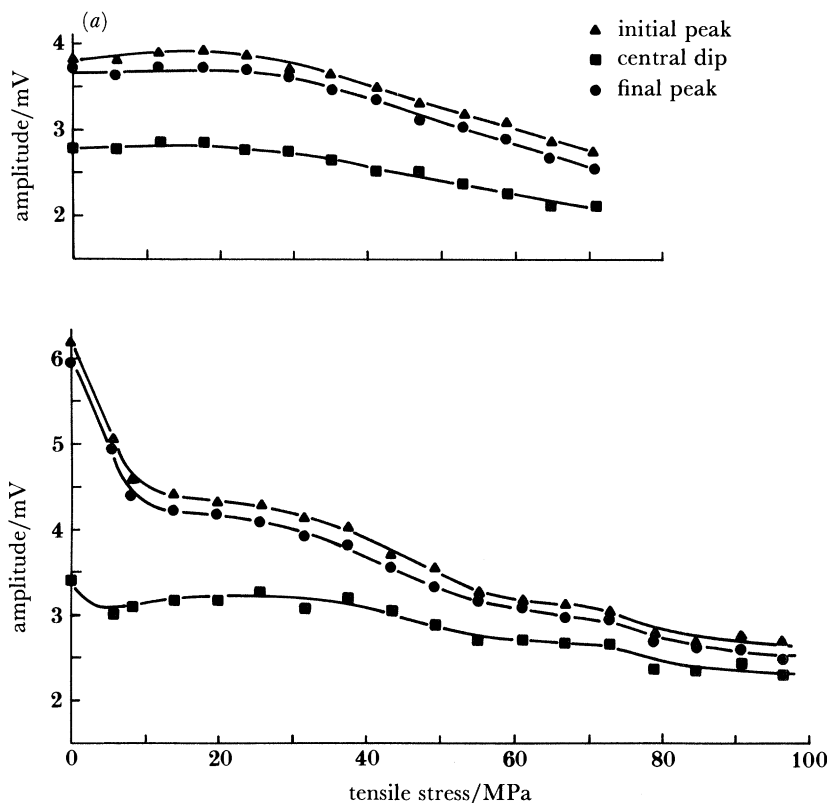 (a)
▲ initial peak
■ central dip
● final peak
4
3
2
amplitude/mV
6
5
4
3
2
amplitude/mV
0 20 40 60 80 100
tensile stress/MPa